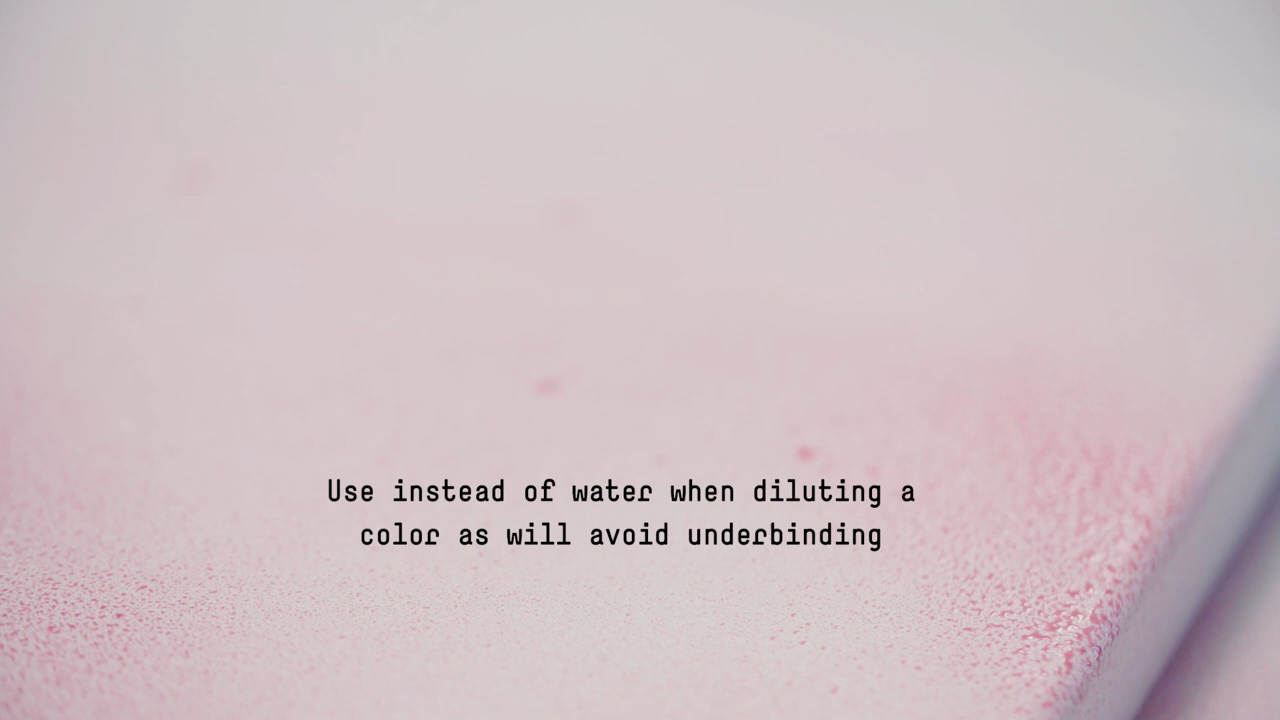 Use instead of water when diluting a
color as will avoid underbinding